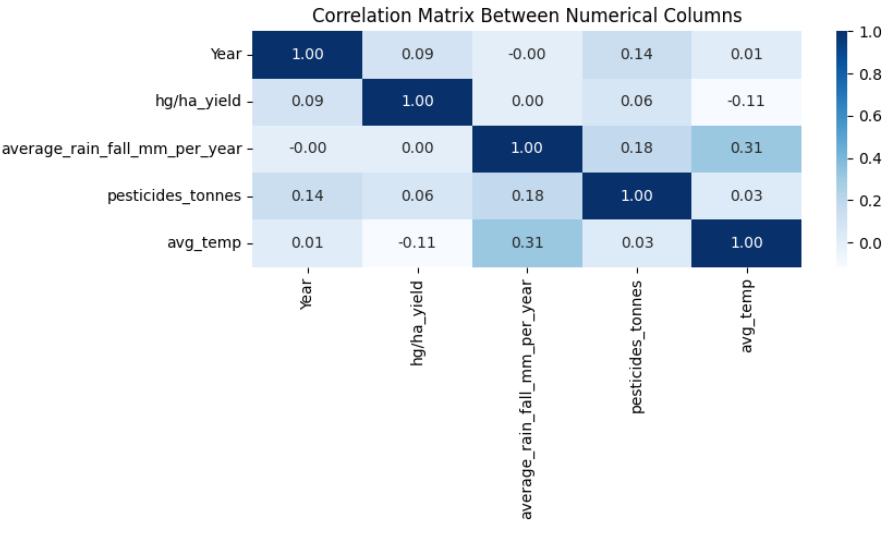 Correlation Matrix Between Numerical Columns
Year 1.00 0.09 -0.00 0.14 0.01
hg/ha_yield 0.09 1.00 0.00 0.06 -0.11
average_rain_fall_mm_per_year -0.00 0.00 1.00 0.18 0.31
pesticides_tonnes 0.14 0.06 0.18 1.00 0.03
avg_temp 0.01 -0.11 0.31 0.03 1.00
Year
hg/ha_yield
average_rain_fall_mm_per_year
pesticides_tonnes
avg_temp
1.0
0.8
0.6
0.4
0.2
0.0